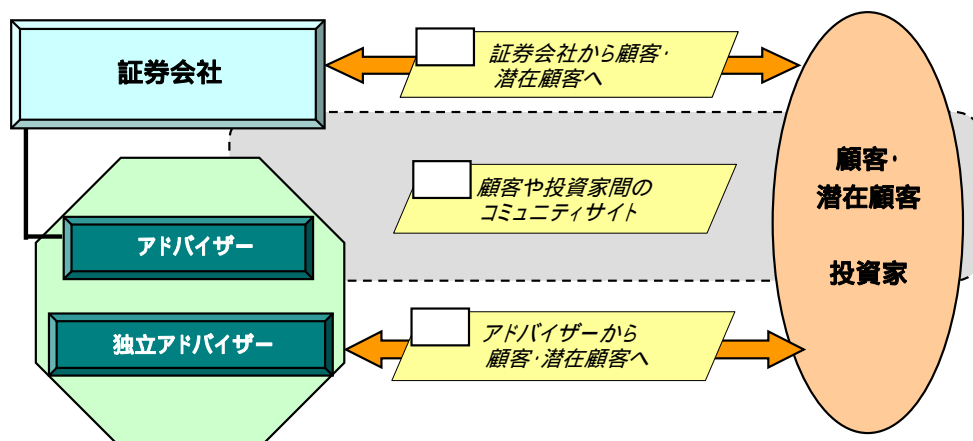 証券会社
証券会社から顧客・
潜在顧客へ
顧客・
潜在顧客
投資家
顧客や投資家間の
コミュニティサイト
アドバイザー
独立アドバイザー
アドバイザーから
顧客・潜在顧客へ